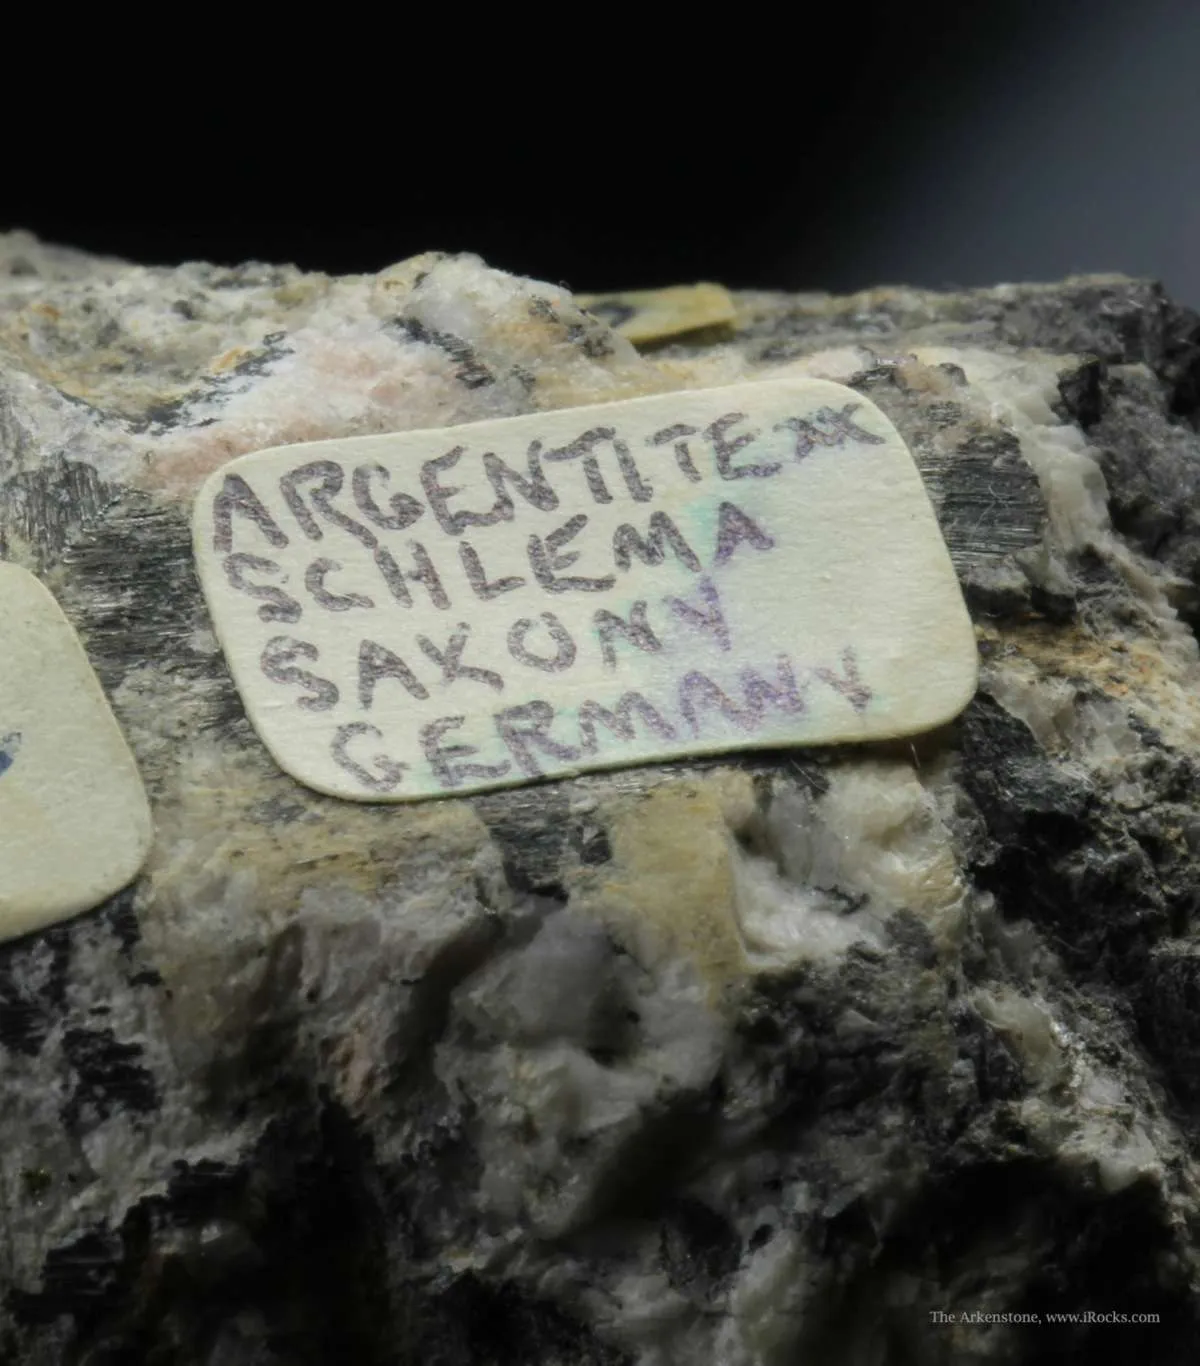 ARGENTITE xx
SCHLEMA
SAXONY
GERMANY
The Arkenstone, www.iRocks.com